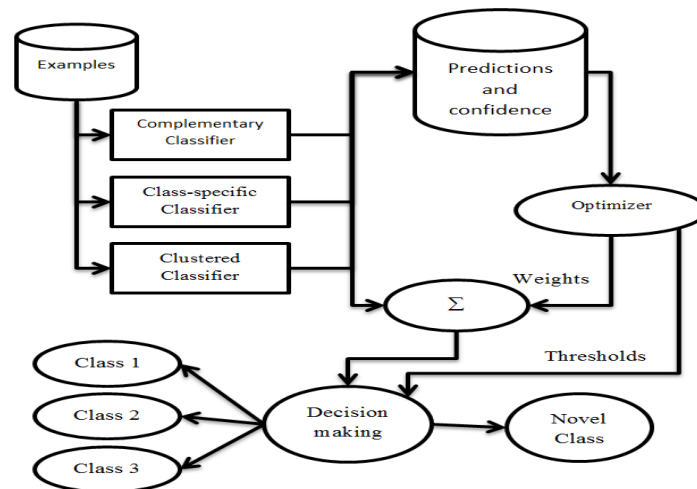 Examples
Predictions
and
confidence
Complementary
Classifier
Class-specific
Classifier
Clustered
Classifier
Optimizer
Weights
Σ
Thresholds
Class 1
Class 2
Class 3
Decision
making
Novel
Class